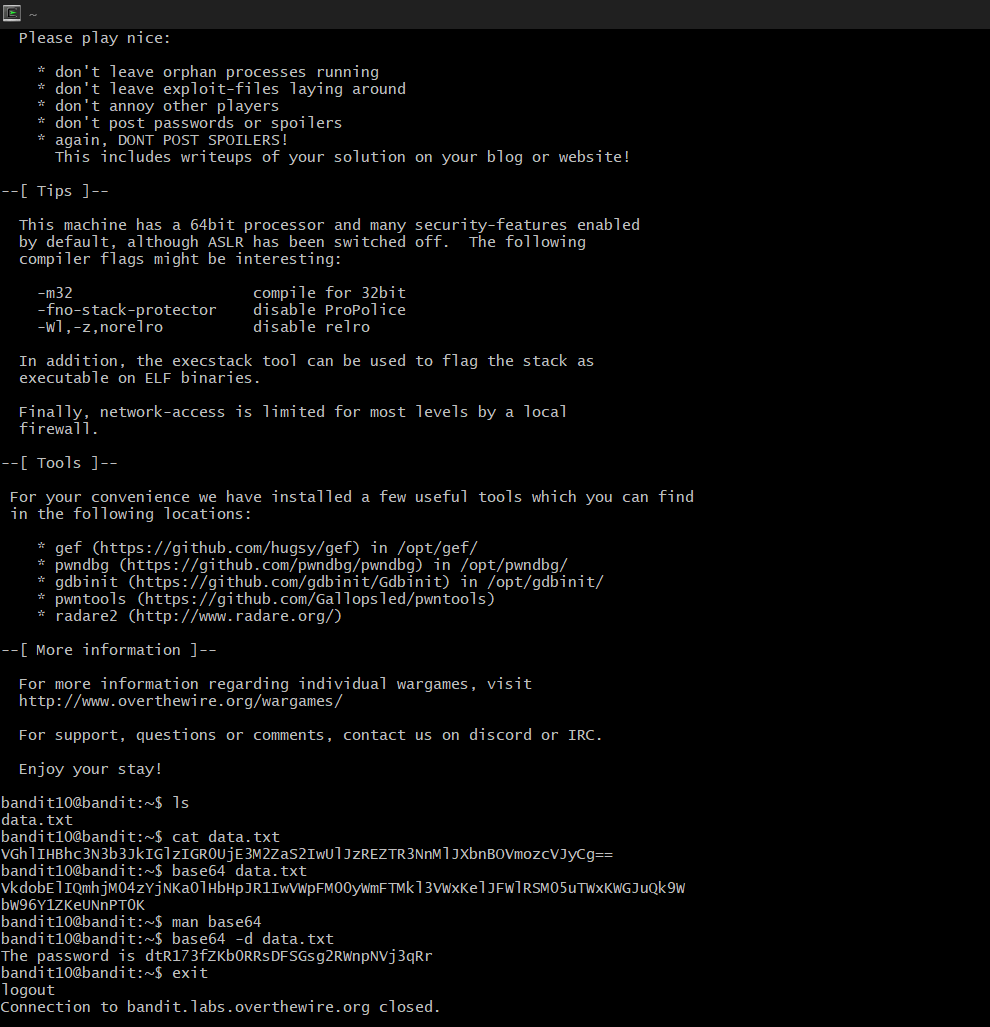 ~
Please play nice:
* don't leave orphan processes running
* don't leave exploit-files laying around
* don't annoy other players
* don't post passwords or spoilers
* again, DONT POST SPOILERS!
This includes writeups of your solution on your blog or website!
--[ Tips ]--
This machine has a 64bit processor and many security-features enabled
by default, although ASLR has been switched off.  The following
compiler flags might be interesting:
-m32                    compile for 32bit
-fno-stack-protector    disable ProPolice
-Wl,-z,norelro          disable relro
In addition, the execstack tool can be used to flag the stack as
executable on ELF binaries.
Finally, network-access is limited for most levels by a local
firewall.
--[ Tools ]--
For your convenience we have installed a few useful tools which you can find
in the following locations:
* gef (https://github.com/hugsy/gef) in /opt/gef/
* pwndbg (https://github.com/pwndbg/pwndbg) in /opt/pwndbg/
* gdbinit (https://github.com/gdbinit/Gdbinit) in /opt/gdbinit/
* pwntools (https://github.com/Gallopsled/pwntools)
* radare2 (http://www.radare.org/)
--[ More information ]--
For more information regarding individual wargames, visit
http://www.overthewire.org/wargames/
For support, questions or comments, contact us on discord or IRC.
Enjoy your stay!
bandit10@bandit:~$ ls
data.txt
bandit10@bandit:~$ cat data.txt
VGhlIHBhc3N3b3JkIGlzIGR0UjE3M2ZaS2IwUlJzREZTR3NnMlJXbnBOVmozcVJyCg==
bandit10@bandit:~$ base64 data.txt
VkdobElIQmhjM04zYjNKa0lHbHpJR1IwVWpFM00yWmFTMkl3VWxKelJFWlRSM05uTWxKWGJuQk9W
bW96Y1ZKeUNnPT0K
bandit10@bandit:~$ man base64
bandit10@bandit:~$ base64 -d data.txt
The password is dtR173fZKb0RRsDFSGsg2RWnpNVj3qRr
bandit10@bandit:~$ exit
logout
Connection to bandit.labs.overthewire.org closed.